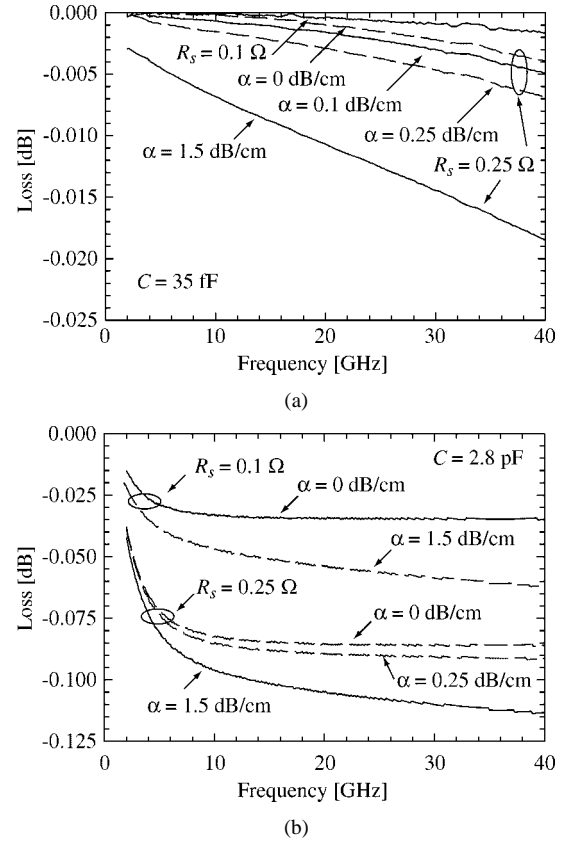 0.000
-0.005
-0.010
-0.015
-0.020
-0.025
Loss [dB]
Rs = 0.1 Ω
α = 0 dB/cm
α = 0.1 dB/cm
α = 0.25 dB/cm
α = 1.5 dB/cm
Rs = 0.25 Ω
C = 35 fF
0 10 20 30 40
Frequency [GHz]
(a)
0.000
-0.025
-0.050
-0.075
-0.100
-0.125
Loss [dB]
C = 2.8 pF
Rs = 0.1 Ω
α = 0 dB/cm
α = 1.5 dB/cm
Rs = 0.25 Ω
α = 0 dB/cm
α = 0.25 dB/cm
α = 1.5 dB/cm
0 10 20 30 40
Frequency [GHz]
(b)